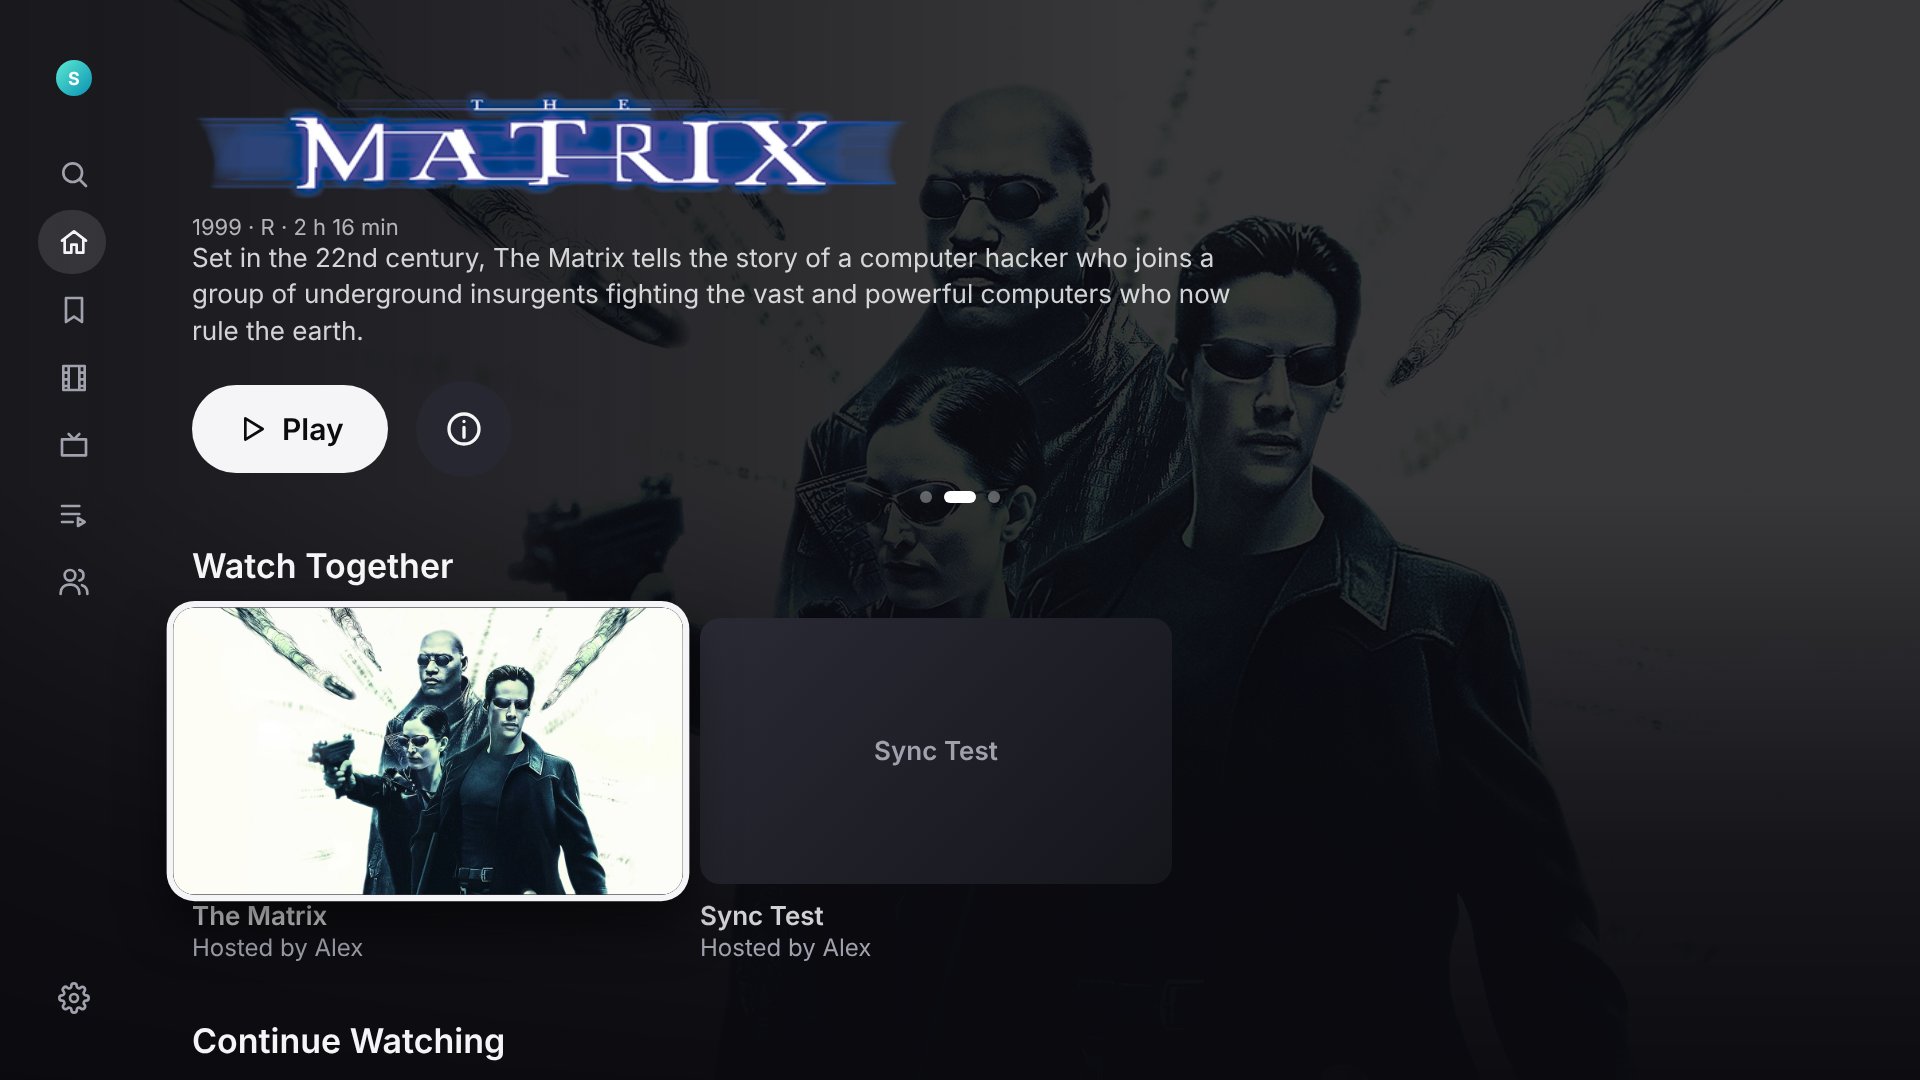 S
THE
MATRIX
1999 · R · 2 h 16 min
Set in the 22nd century, The Matrix tells the story of a computer hacker who joins a
group of underground insurgents fighting the vast and powerful computers who now
rule the earth.
Play
Watch Together
Sync Test
The Matrix
Hosted by Alex
Sync Test
Hosted by Alex
Continue Watching